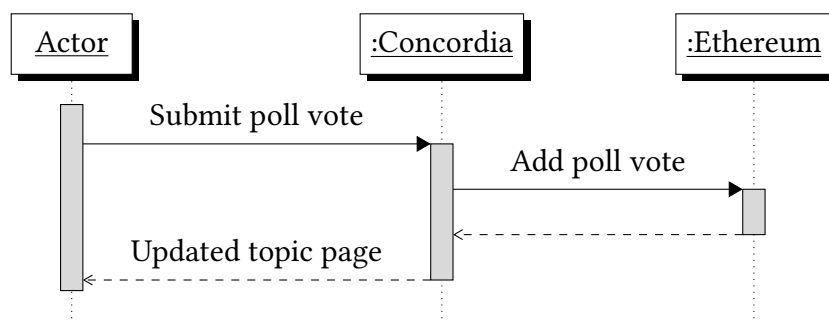 Actor
:Concordia
:Ethereum
Submit poll vote
Add poll vote
Updated topic page